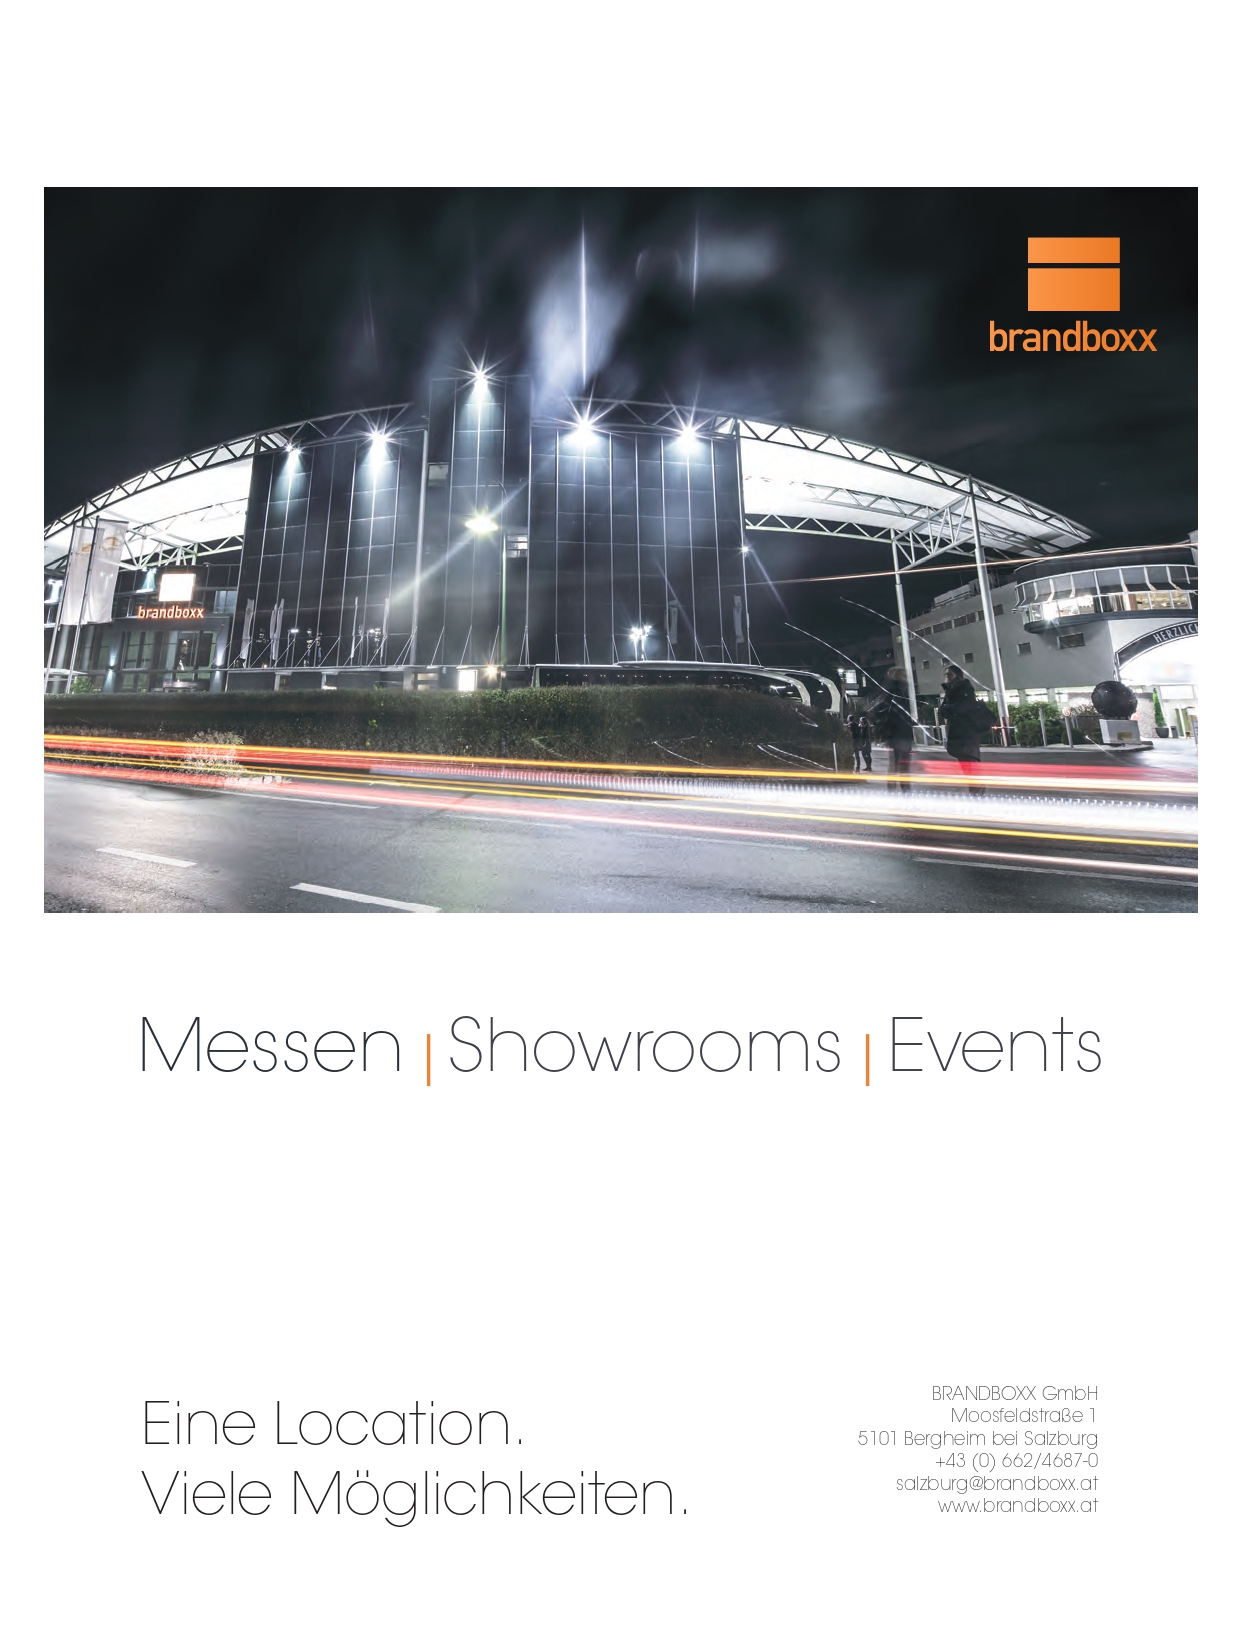 brandboxx
brandboxx
HERZLIC
Messen | Showrooms | Events
Eine Location.
Viele Möglichkeiten.
BRANDBOXX GmbH
Moosfeldstraße 1
5101 Bergheim bei Salzburg
+43 (0) 662/4687-0
salzburg@brandboxx.at
www.brandboxx.at